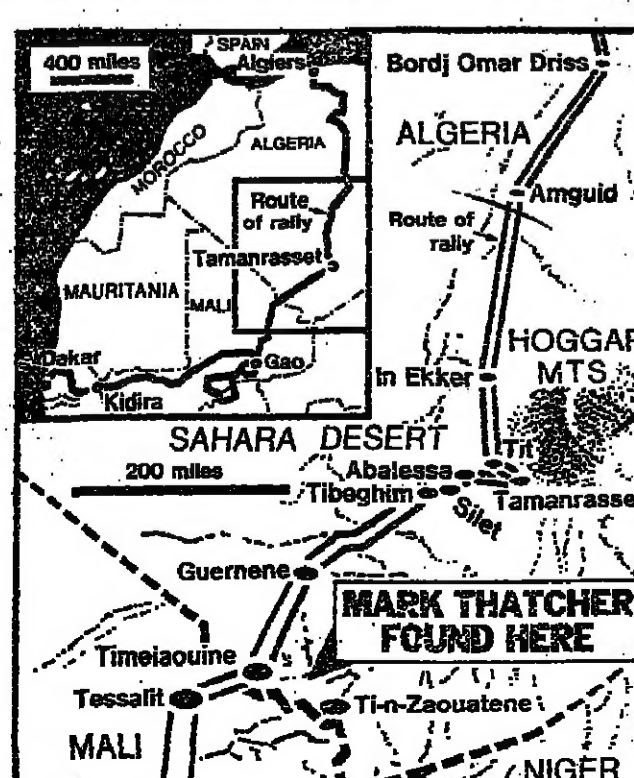 400 miles
SPAIN
Algiers
MOROCCO
ALGERIA
Route
of rally
Tamanrasset
MAURITANIA
MALI
Dakar
Gao
Kidira
Bordj Omar Driss
ALGERIA
Amguid
Route of
rally
HOGGAR
MTS
In Ekker
SAHARA DESERT
Tit
200 miles
Abalessa
Tibeghim
Silet
Tamanrasse
Guernene
MARK THATCHER
FOUND HERE
Timeiaouine
Tessalit
Ti-n-Zaouatene
MALI
NIGER